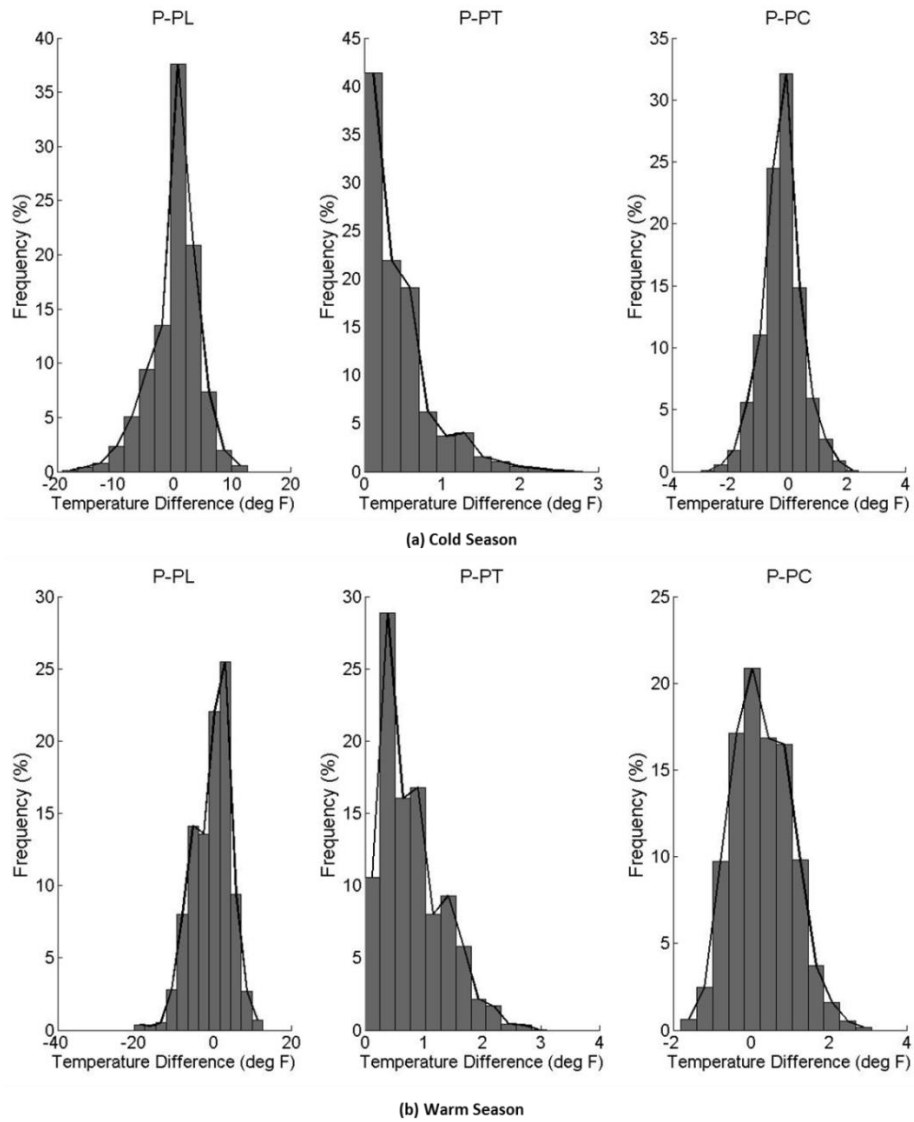 P-PL
40
35
30
25
20
15
10
5
0
-20 -10 0 10 20
Frequency (%)
Temperature Difference (deg F)
P-PT
45
40
35
30
25
20
15
10
5
0
0 1 2 3
Frequency (%)
Temperature Difference (deg F)
P-PC
35
30
25
20
15
10
5
0
-4 -2 0 2 4
Frequency (%)
Temperature Difference (deg F)
(a) Cold Season
P-PL
30
25
20
15
10
5
0
-40 -20 0 20
Frequency (%)
Temperature Difference (deg F)
P-PT
30
25
20
15
10
5
0
0 1 2 3 4
Frequency (%)
Temperature Difference (deg F)
P-PC
25
20
15
10
5
0
-2 0 2 4
Frequency (%)
Temperature Difference (deg F)
(b) Warm Season